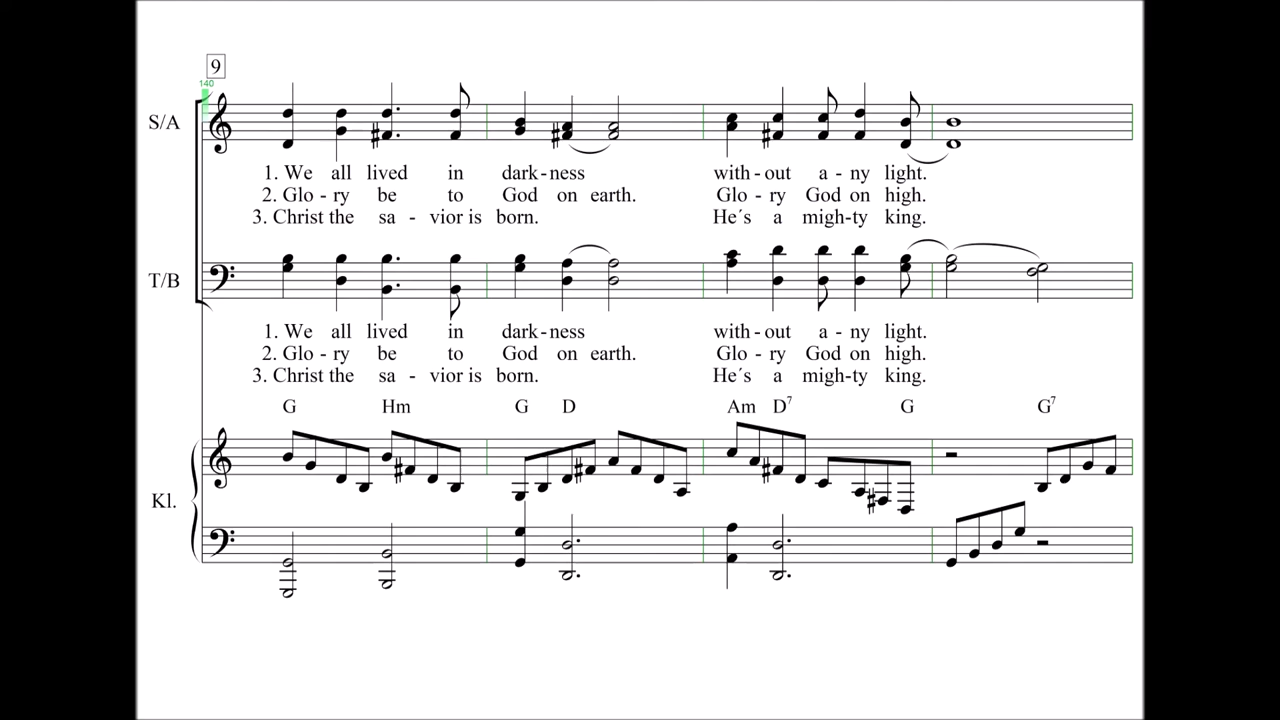 9
140
S/A
1. We all lived in dark-ness with-out a-ny light.
2. Glo-ry be to God on earth. Glo-ry God on high.
3. Christ the sa-vior is born. He´s a migh-ty king.
T/B
1. We all lived in dark-ness with-out a-ny light.
2. Glo-ry be to God on earth. Glo-ry God on high.
3. Christ the sa-vior is born. He´s a migh-ty king.
G Hm G D Am D7 G G7
Kl.